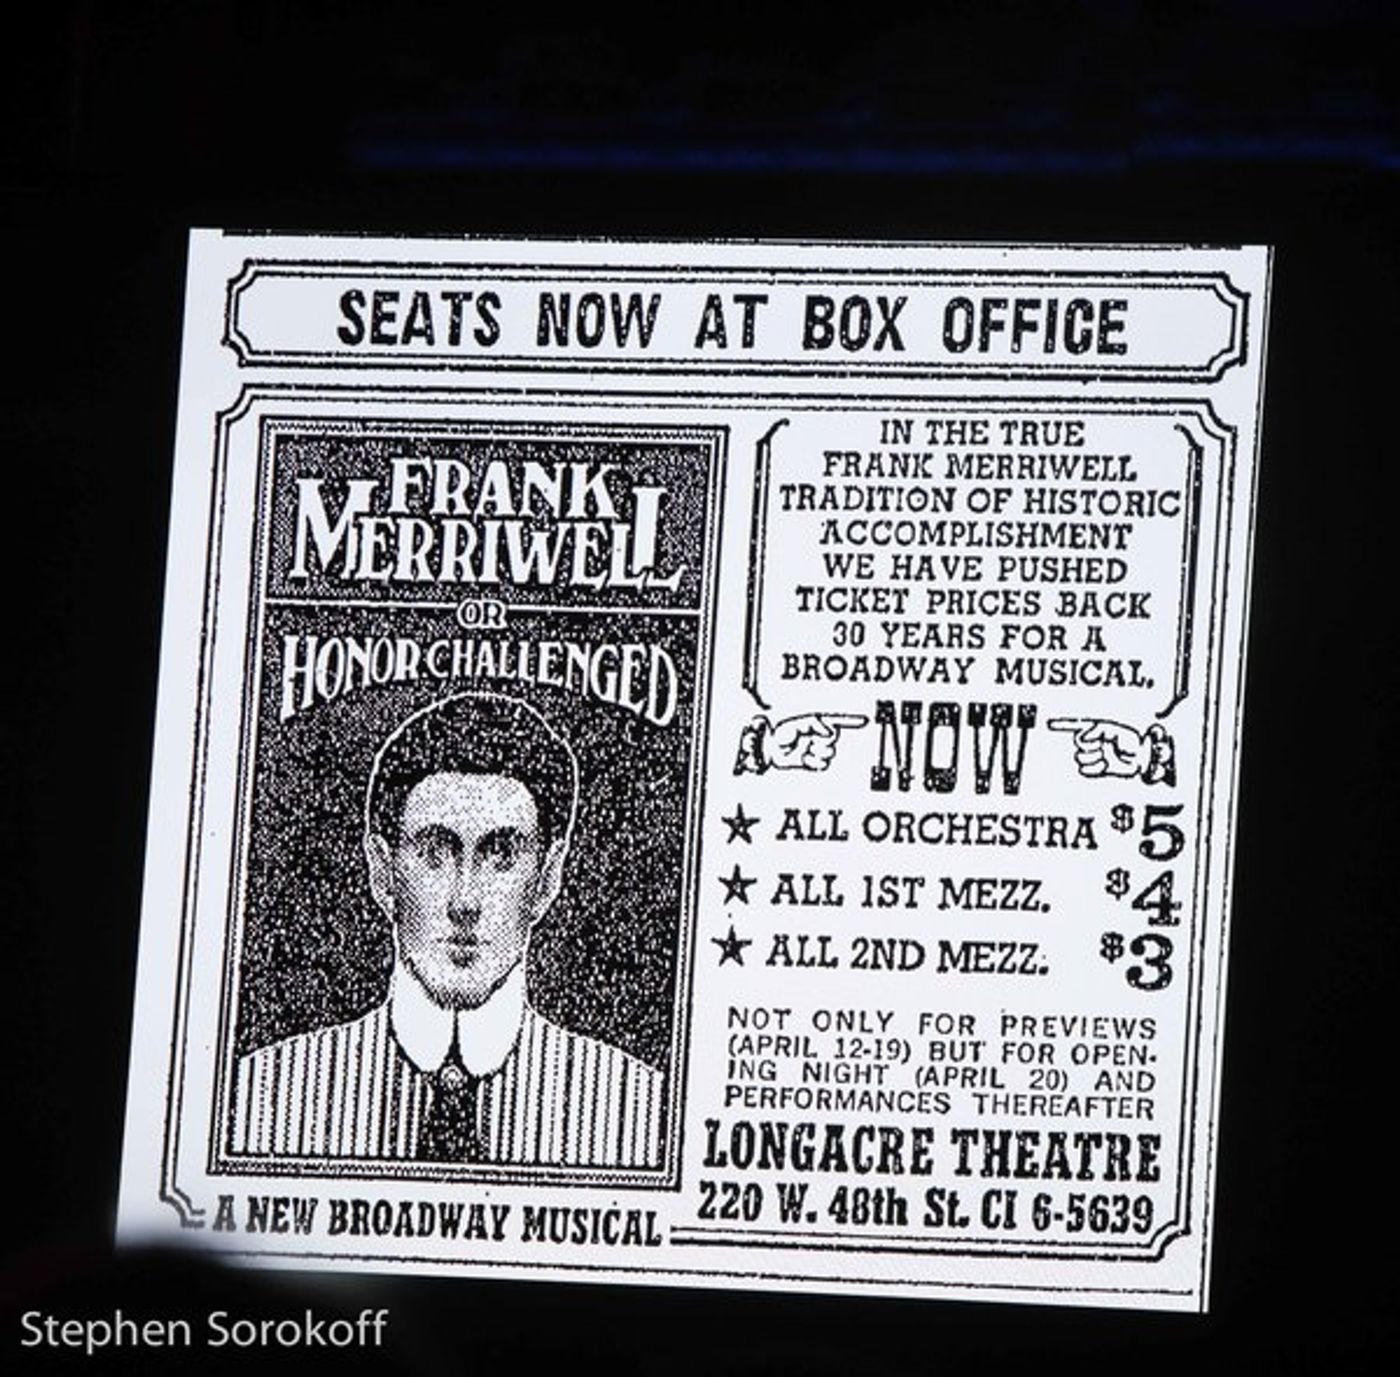 SEATS NOW AT BOX OFFICE
FRANK
MERRIWELL
OR
HONOR CHALLENGED
A NEW BROADWAY MUSICAL
IN THE TRUE
FRANK MERRIWELL
TRADITION OF HISTORIC
ACCOMPLISHMENT
WE HAVE PUSHED
TICKET PRICES BACK
30 YEARS FOR A
BROADWAY MUSICAL.
NOW
★ ALL ORCHESTRA $5
★ ALL 1ST MEZZ. $4
★ ALL 2ND MEZZ. $3
NOT ONLY FOR PREVIEWS
(APRIL 12-19) BUT FOR OPEN-
ING NIGHT (APRIL 20) AND
PERFORMANCES THEREAFTER
LONGACRE THEATRE
220 W. 48th St. CI 6-5639
Stephen Sorokoff